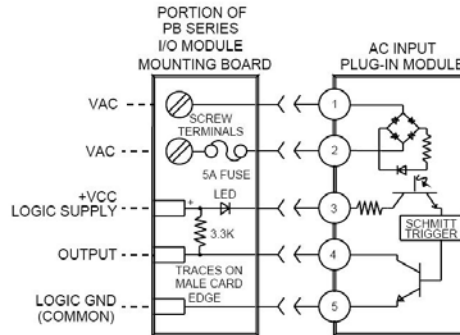 PORTION OF
PB SERIES
I/O MODULE
MOUNTING BOARD
AC INPUT
PLUG-IN MODULE
VAC
SCREW
TERMINALS
1
VAC
5A FUSE
2
+VCC
LOGIC SUPPLY
+
LED
3
3.3K
SCHMITT
TRIGGER
OUTPUT
4
TRACES ON
MALE CARD
EDGE
LOGIC GND
(COMMON)
5